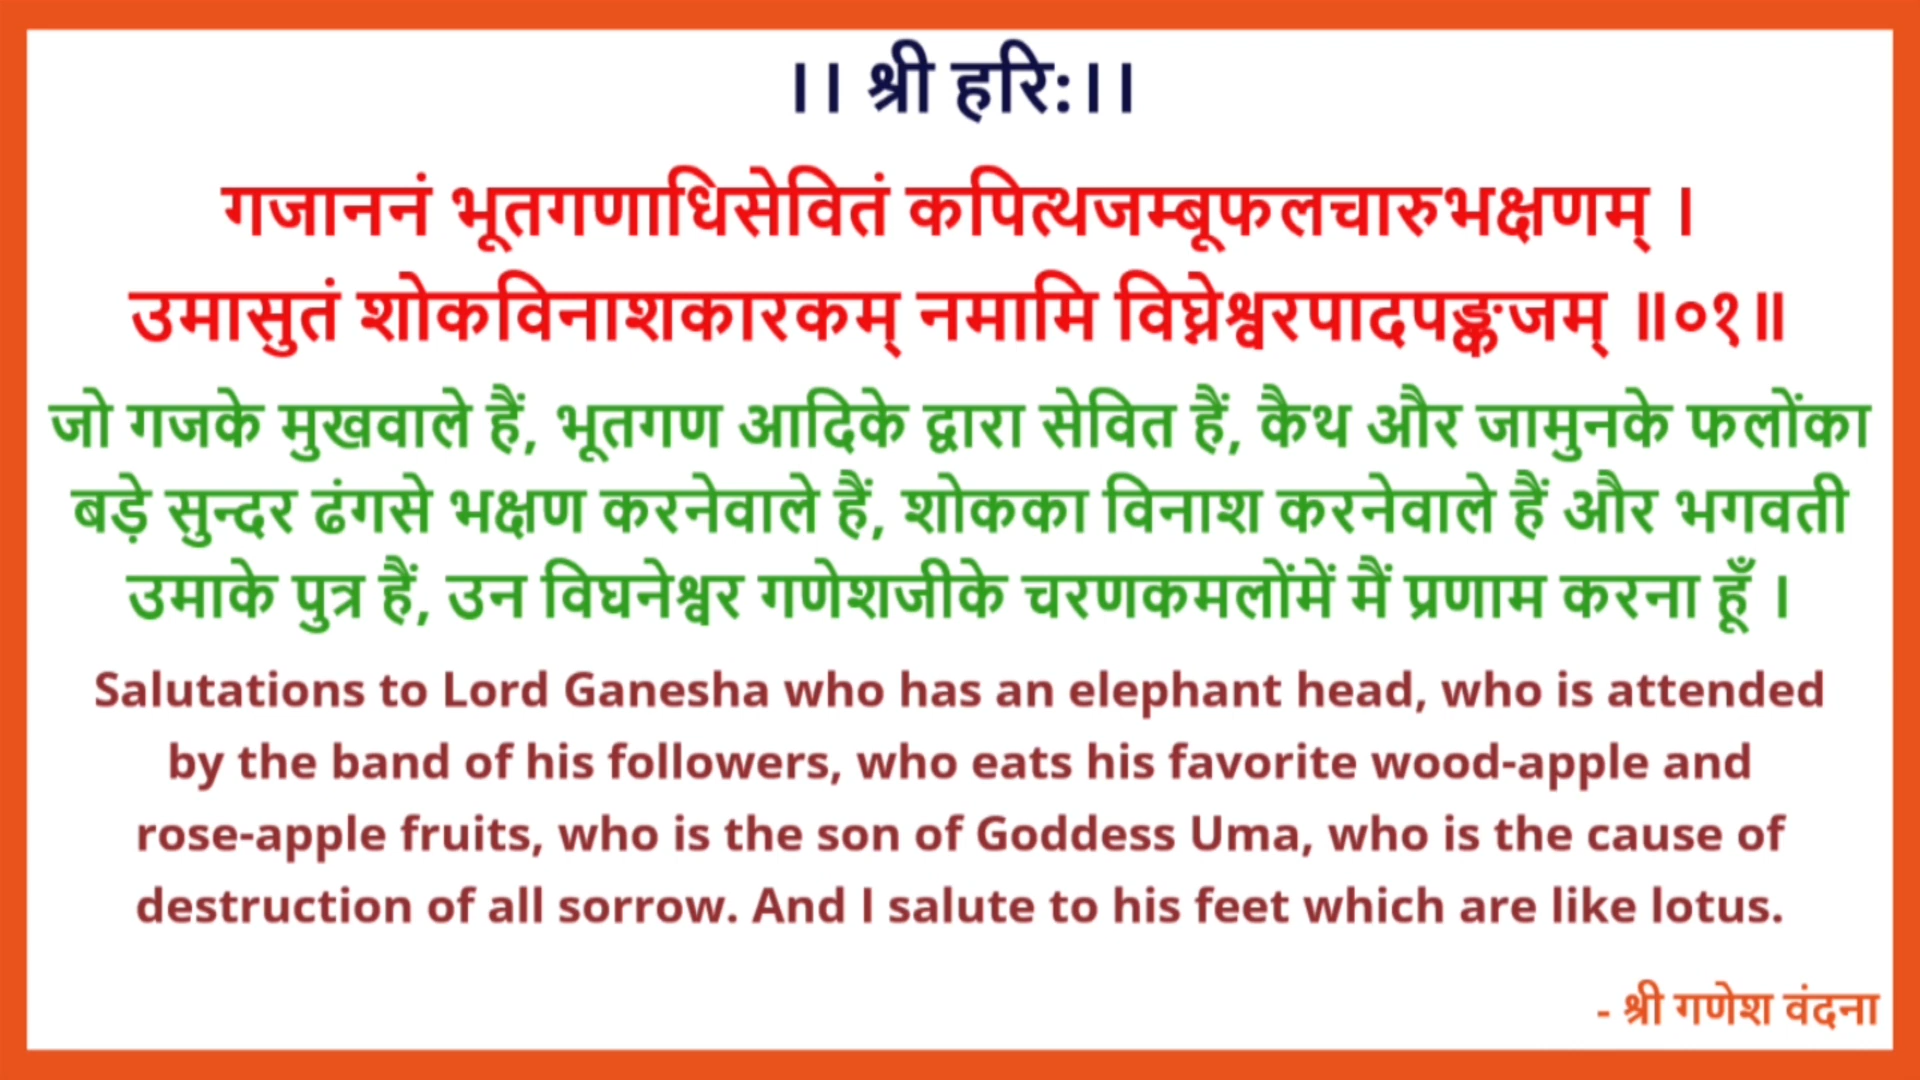 ।। श्री हरि:।।
गजाननं भूतगणाधिसेवितं कपित्थजम्बूफलचारुभक्षणम् ।
उमासुतं शोकविनाशकारकम् नमामि विघ्नेश्वरपादपङ्कजम् ॥०१॥
जो गजके मुखवाले हैं, भूतगण आदिके द्वारा सेवित हैं, कैथ और जामुनके फलोंका
बड़े सुन्दर ढंगसे भक्षण करनेवाले हैं, शोकका विनाश करनेवाले हैं और भगवती
उमाके पुत्र हैं, उन विघनेश्वर गणेशजीके चरणकमलोंमें मैं प्रणाम करना हूँ ।
Salutations to Lord Ganesha who has an elephant head, who is attended
by the band of his followers, who eats his favorite wood-apple and
rose-apple fruits, who is the son of Goddess Uma, who is the cause of
destruction of all sorrow. And I salute to his feet which are like lotus.
- श्री गणेश वंदना